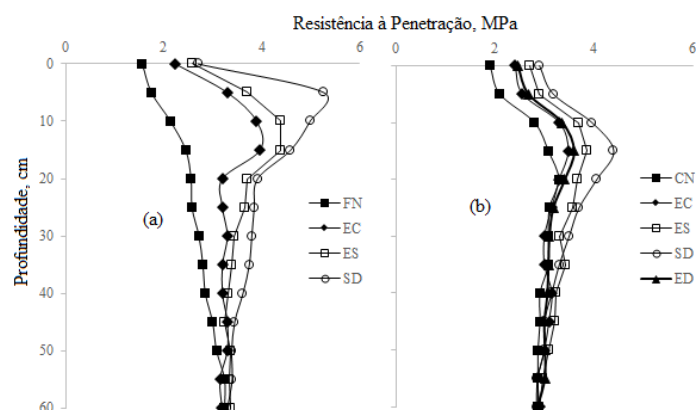 Resistência à Penetração, MPa
0 2 4 6
0 2 4 6
Profundidade, cm
0
10
20
30
40
50
60
(a)
FN
EC
ES
SD
(b)
CN
EC
ES
SD
ED